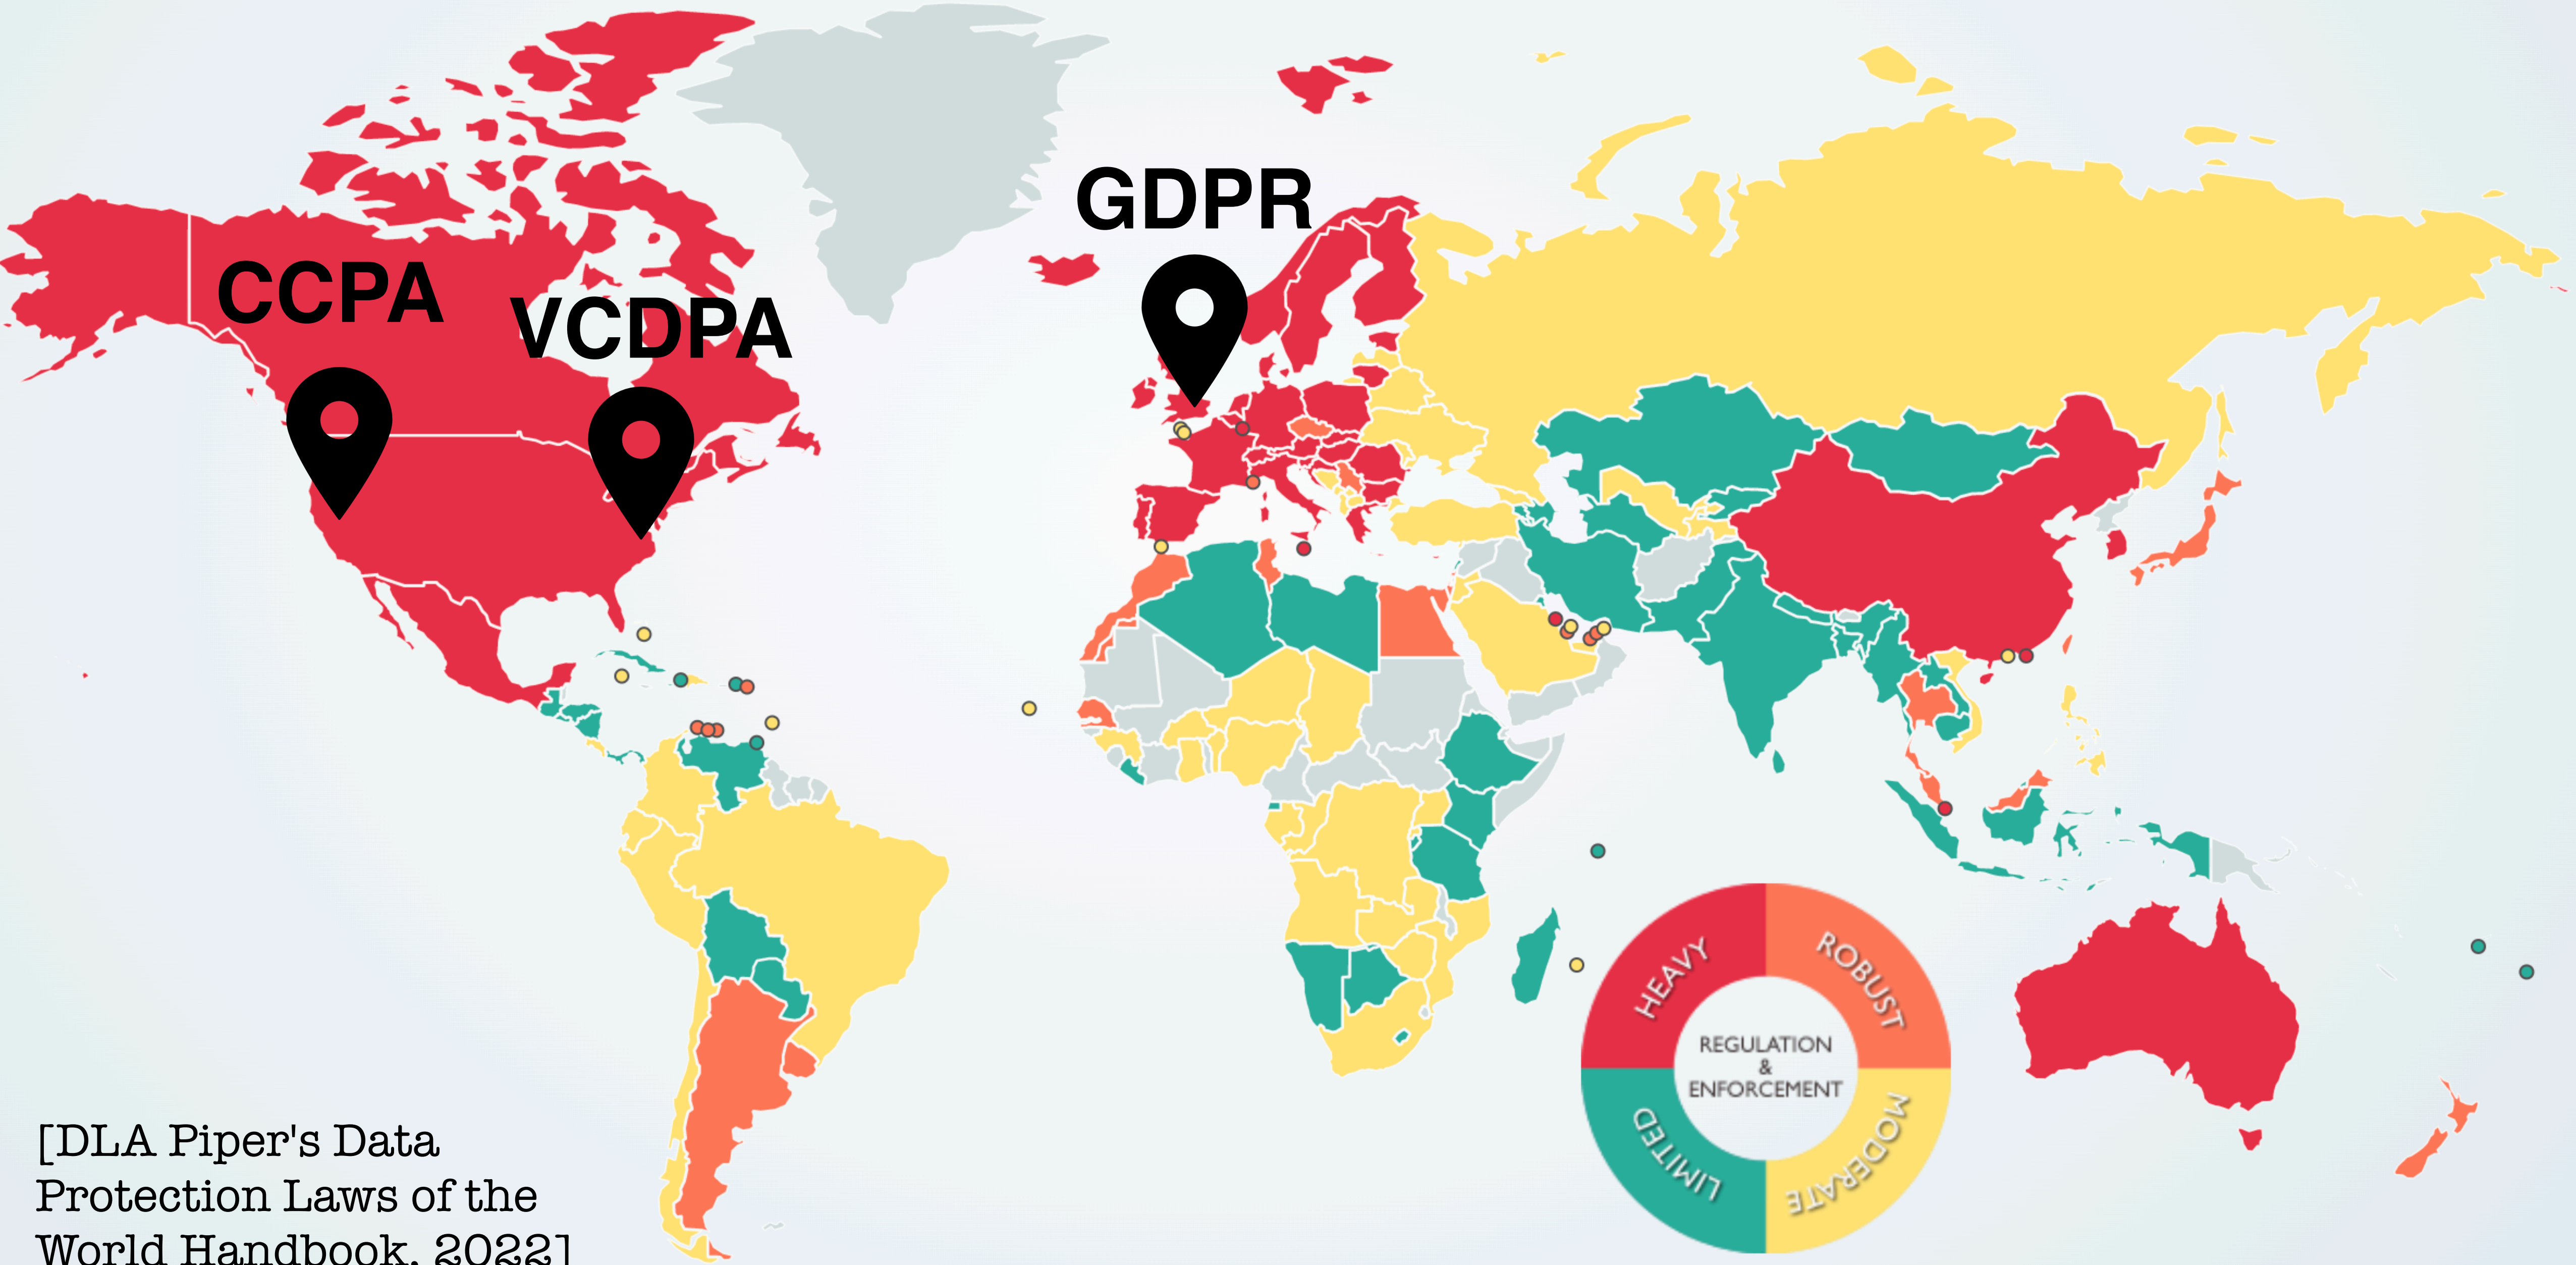 GDPR
CCPA
VCDPA
HEAVY
ROBUST
REGULATION
&
ENFORCEMENT
LIMITED
MODERATE
[DLA Piper's Data
Protection Laws of the
World Handbook, 2022]